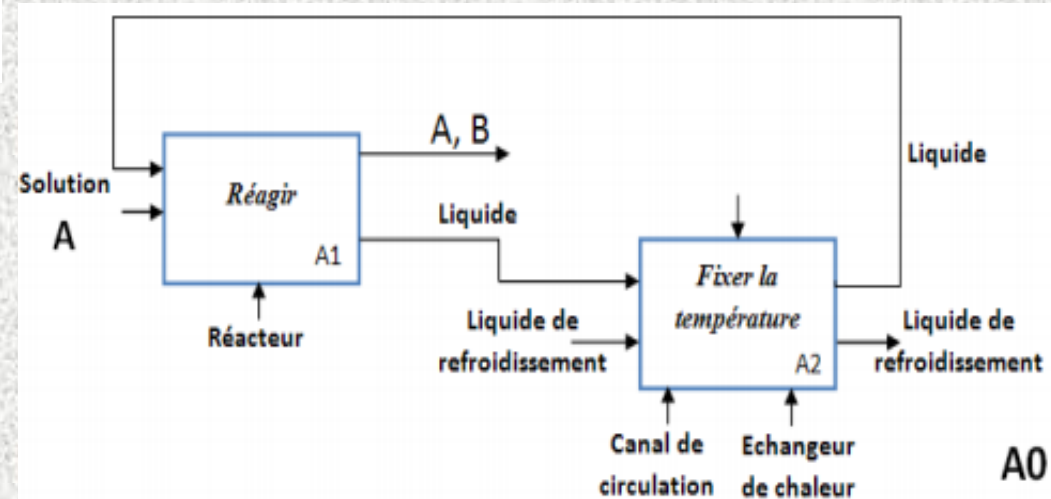 A, B
Solution
A
Réagir
A1
Réacteur
Liquide
Liquide de
refroidissement
Fixer la
température
A2
Canal de
circulation
Echangeur
de chaleur
Liquide
Liquide de
refroidissement
A0